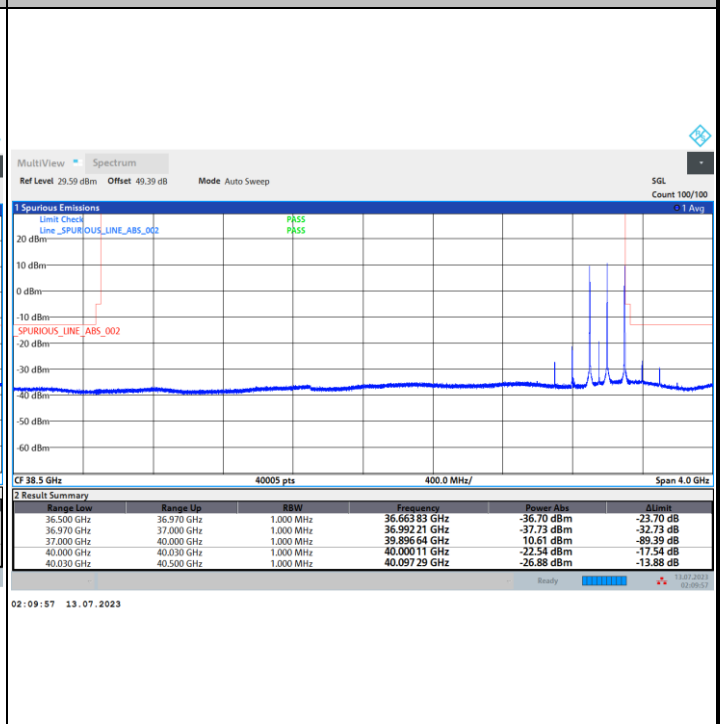 MultiView Spectrum
Ref Level 29.59 dBm Offset 49.39 dB Mode Auto Sweep SGL
Count 100/100
1 Spurious Emissions 1 Avg
Limit Check PASS
Line _SPURIOUS_LINE_ABS_002 PASS
20 dBm
10 dBm
0 dBm
-10 dBm
_SPURIOUS_LINE_ABS_002
-20 dBm
-30 dBm
-40 dBm
-50 dBm
-60 dBm
CF 38.5 GHz 40005 pts 400.0 MHz/ Span 4.0 GHz
2 Result Summary
Range Low Range Up RBW Frequency Power Abs ΔLimit
36.500 GHz 36.970 GHz 1.000 MHz 36.663 83 GHz -36.70 dBm -23.70 dB
36.970 GHz 37.000 GHz 1.000 MHz 36.992 21 GHz -37.73 dBm -32.73 dB
37.000 GHz 40.000 GHz 1.000 MHz 39.896 64 GHz 10.61 dBm -89.39 dB
40.000 GHz 40.030 GHz 1.000 MHz 40.000 11 GHz -22.54 dBm -17.54 dB
40.030 GHz 40.500 GHz 1.000 MHz 40.097 29 GHz -26.88 dBm -13.88 dB
Ready 13.07.2023
02:09:57
02:09:57 13.07.2023